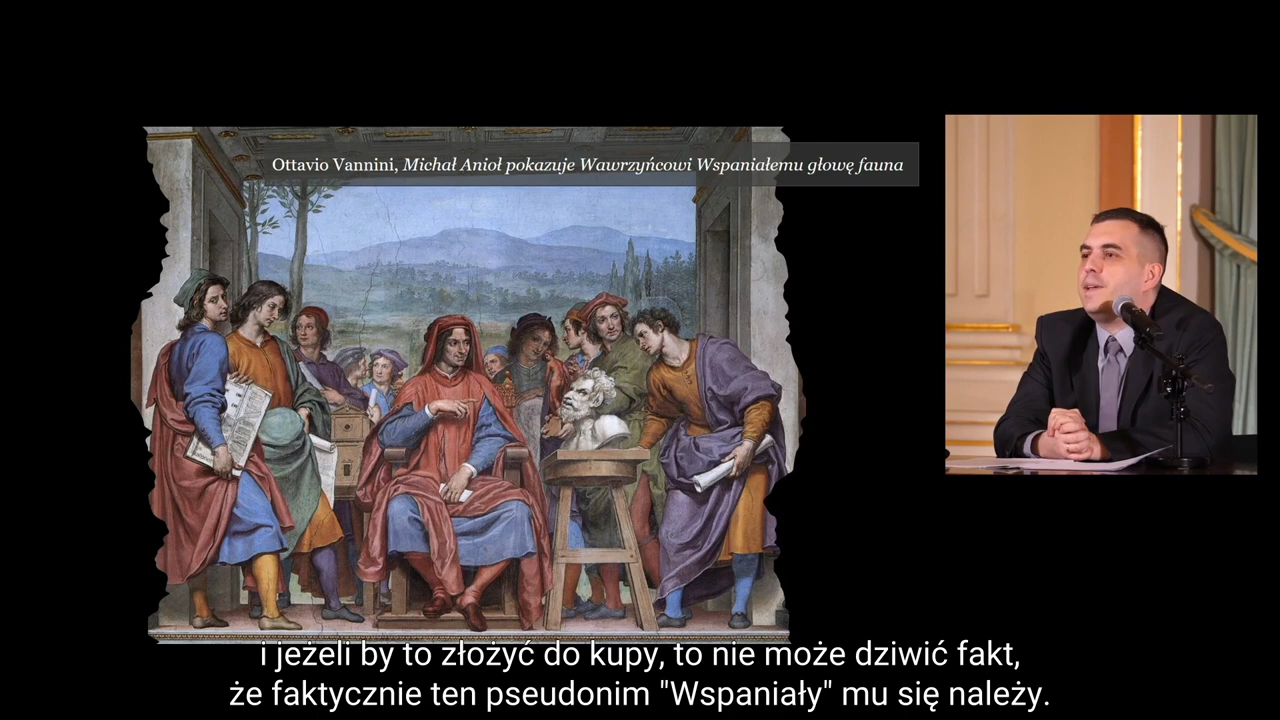 Ottavio Vannini, Michał Anioł pokazuje Wawrzyńcowi Wspaniałemu głowę fauna
i jeżeli by to złożyć do kupy, to nie może dziwić fakt,
że faktycznie ten pseudonim "Wspaniały" mu się należy.